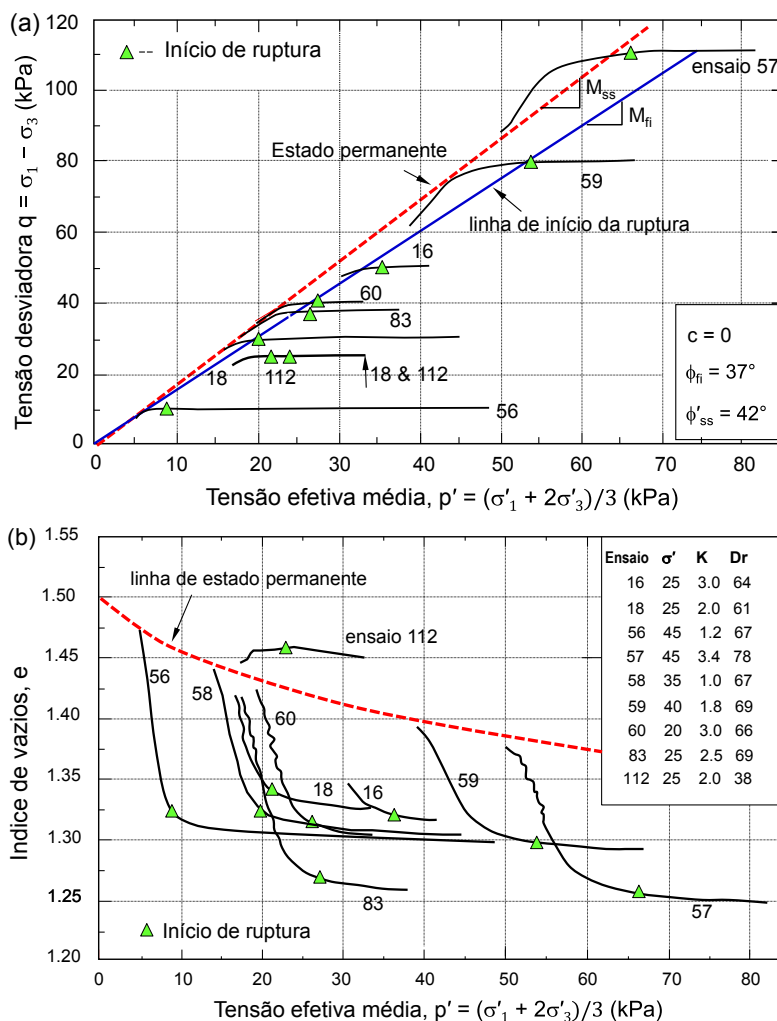 (a)
120
100
80
60
40
20
0
Tensão desviadora q = σ₁ − σ₃ (kPa)
-- Início de ruptura
ensaio 57
Mss
Mfi
Estado permanente
59
linha de início da ruptura
16
60
83
18
112
18 & 112
56
c = 0
ϕfi = 37°
ϕ′ss = 42°
0 10 20 30 40 50 60 70 80
Tensão efetiva média, p′ = (σ′₁ + 2σ′₃)/3 (kPa)
(b)
1.55
1.50
1.45
1.40
1.35
1.30
1.25
1.20
Indice de vazios, e
linha de estado permanente
ensaio 112
56
58
60
18
16
59
83
57
Início de ruptura
Ensaio σ′ K Dr
16 25 3.0 64
18 25 2.0 61
56 45 1.2 67
57 45 3.4 78
58 35 1.0 67
59 40 1.8 69
60 20 3.0 66
83 25 2.5 69
112 25 2.0 38
0 10 20 30 40 50 60 70 80
Tensão efetiva média, p′ = (σ′₁ + 2σ′₃)/3 (kPa)